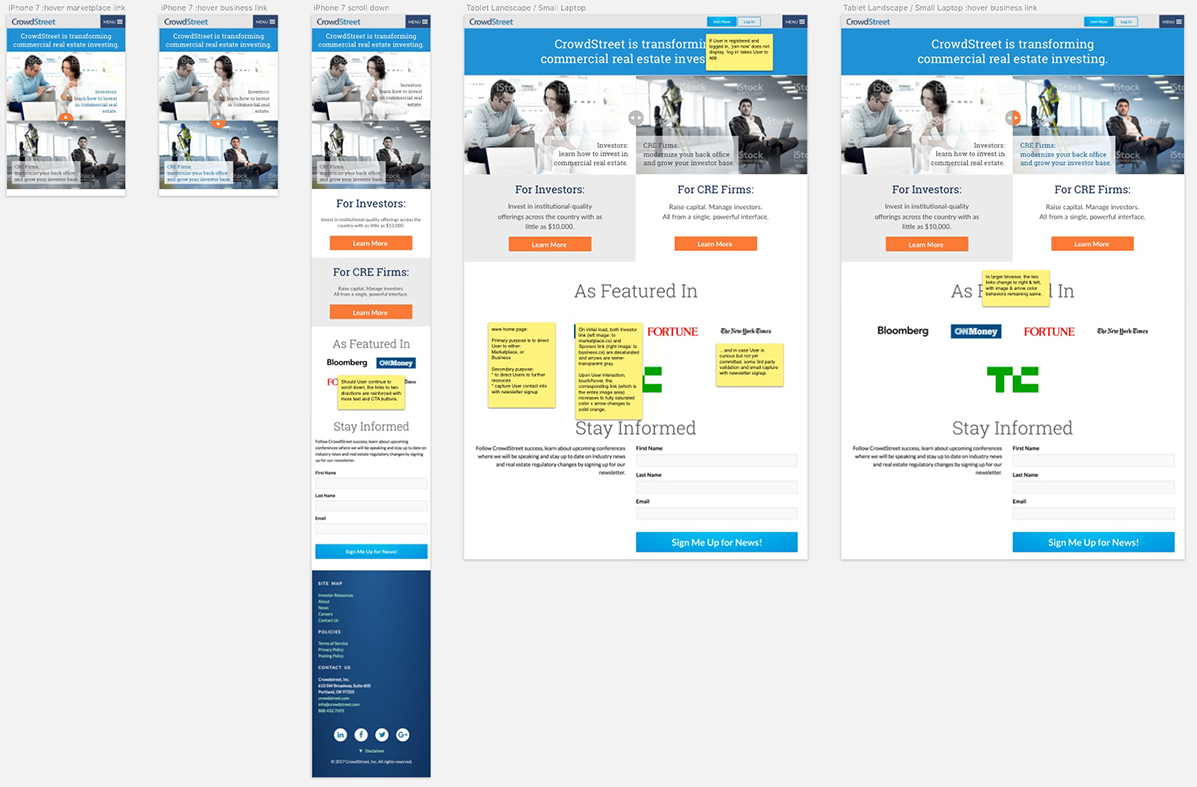 iPhone 7 :hover marketplace link
CrowdStreet
MENU
CrowdStreet is transforming
commercial real estate investing.
iStock
Investors:
learn how to invest
in commercial real
estate.
CRE Firms:
modernize your back office
and grow your investor base.
iPhone 7 :hover business link
CrowdStreet
MENU
CrowdStreet is transforming
commercial real estate investing.
iStock
Investors:
learn how to invest
in commercial real
estate.
CRE Firms:
modernize your back office
and grow your investor base.
iPhone 7 scroll down
CrowdStreet
MENU
CrowdStreet is transforming
commercial real estate investing.
iStock
Investors:
learn how to invest
in commercial real
estate.
CRE Firms:
modernize your back office
and grow your investor base.
For Investors:
Invest in institutional-quality offerings across the
country with as little as $10,000.
Learn More
For CRE Firms:
Raise capital. Manage investors.
All from a single, powerful interface.
Learn More
As Featured In
Bloomberg
CNNMoney
FO
Times
Should User continue to
scroll down, the links to two
directions are reinforced with
more text and CTA buttons.
Stay Informed
Follow CrowdStreet success, learn about upcoming
conferences where we will be speaking and stay up to date on
industry news and real estate regulatory changes by signing
up for our newsletter.
First Name
Last Name
Email
Sign Me Up for News!
SITE MAP
Investor Resources
About
News
Careers
Contact Us
POLICIES
Terms of Service
Privacy Policy
Posting Policy
CONTACT US
CrowdStreet, Inc.
610 SW Broadway, Suite 600
Portland, OR 97205
crowdstreet.com
info@crowdstreet.com
888.432.7693
in
f
G+
Disclaimer
© 2017 CrowdStreet, Inc. All rights reserved.
Tablet Landscape / Small Laptop
CrowdStreet
Join Now
Log In
MENU
CrowdStreet is transformi
commercial real estate inves
If User is registered and
logged in, 'join now' does not
display. 'log in' takes User to
app.
iStock
iStock
iStock
Investors:
learn how to invest in
commercial real estate.
CRE Firms:
modernize your back office
and grow your investor base.
For Investors:
Invest in institutional-quality
offerings across the country with as
little as $10,000.
Learn More
For CRE Firms:
Raise capital. Manage investors.
All from a single, powerful interface.
Learn More
As Featured In
www home page:
Primary purpose is to direct
User to either:
Marketplace, or
Business
Secondary purpose:
* to direct Users to further
resouces
* capture User contact info
with newsletter signup
On initial load, both Investor
link (left image: to
marketplace.cs) and
Sponsor link (right image: to
business.cs) are desaturated
and arrows are seme-
transparent gray.
Upon User interaction,
touch/hover, the
corresponding link (which is
the entire image area)
increases to fully saturated
color + arrow changes to
solid orange.
FORTUNE
The New York Times
...and in case User is
curious but not yet
committed, some 3rd party
validation and email capture
with newsletter signup.
Stay Informed
Follow CrowdStreet success, learn about upcoming conferences
where we will be speaking and stay up to date on industry news
and real estate regulatory changes by signing up for our
newsletter.
First Name
Last Name
Email
Sign Me Up for News!
Tablet Landscape / Small Laptop :hover business link
CrowdStreet
Join Now
Log In
MENU
CrowdStreet is transforming
commercial real estate investing.
iStock
iStock
iStock
Investors:
learn how to invest in
commercial real estate.
CRE Firms:
modernize your back office
and grow your investor base.
For Investors:
Invest in institutional-quality
offerings across the country with as
little as $10,000.
Learn More
For CRE Firms:
Raise capital. Manage investors.
All from a single, powerful interface.
Learn More
In larger browser, the two
links change to right & left,
with image & arrow color
behaviors remaining same.
As F
d In
Bloomberg
CNNMoney
FORTUNE
The New York Times
TC
Stay Informed
Follow CrowdStreet success, learn about upcoming conferences
where we will be speaking and stay up to date on industry news
and real estate regulatory changes by signing up for our
newsletter.
First Name
Last Name
Email
Sign Me Up for News!